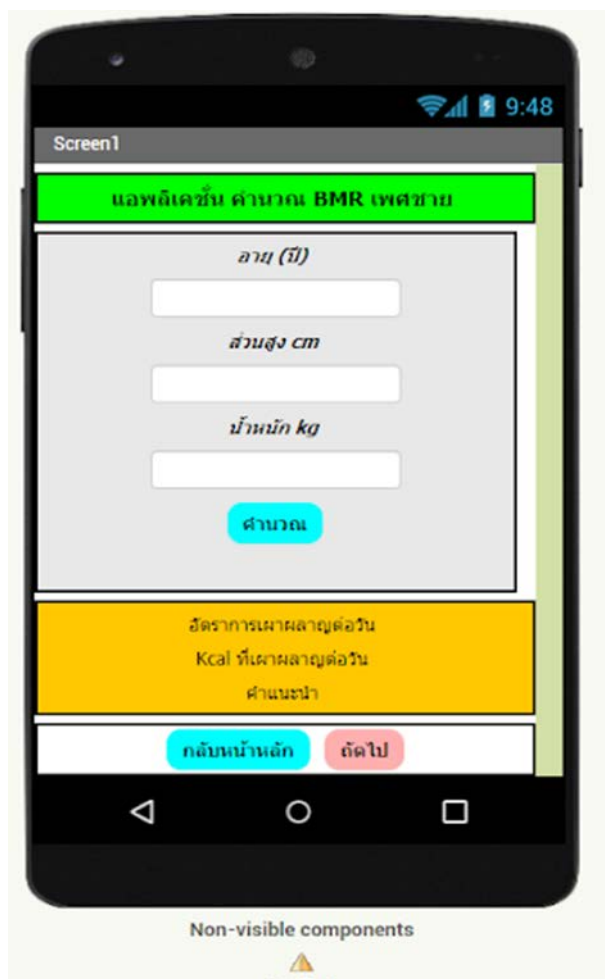 9:48
Screen1
แอพลิเคชั่น คำนวณ BMR เพศชาย
อายุ (ปี)
ส่วนสูง cm
น้ำหนัก kg
คำนวณ
อัตราการเผาผลาญต่อวัน
Kcal ที่เผาผลาญต่อวัน
คำแนะนำ
กลับหน้าหลัก ถัดไป
Non-visible components